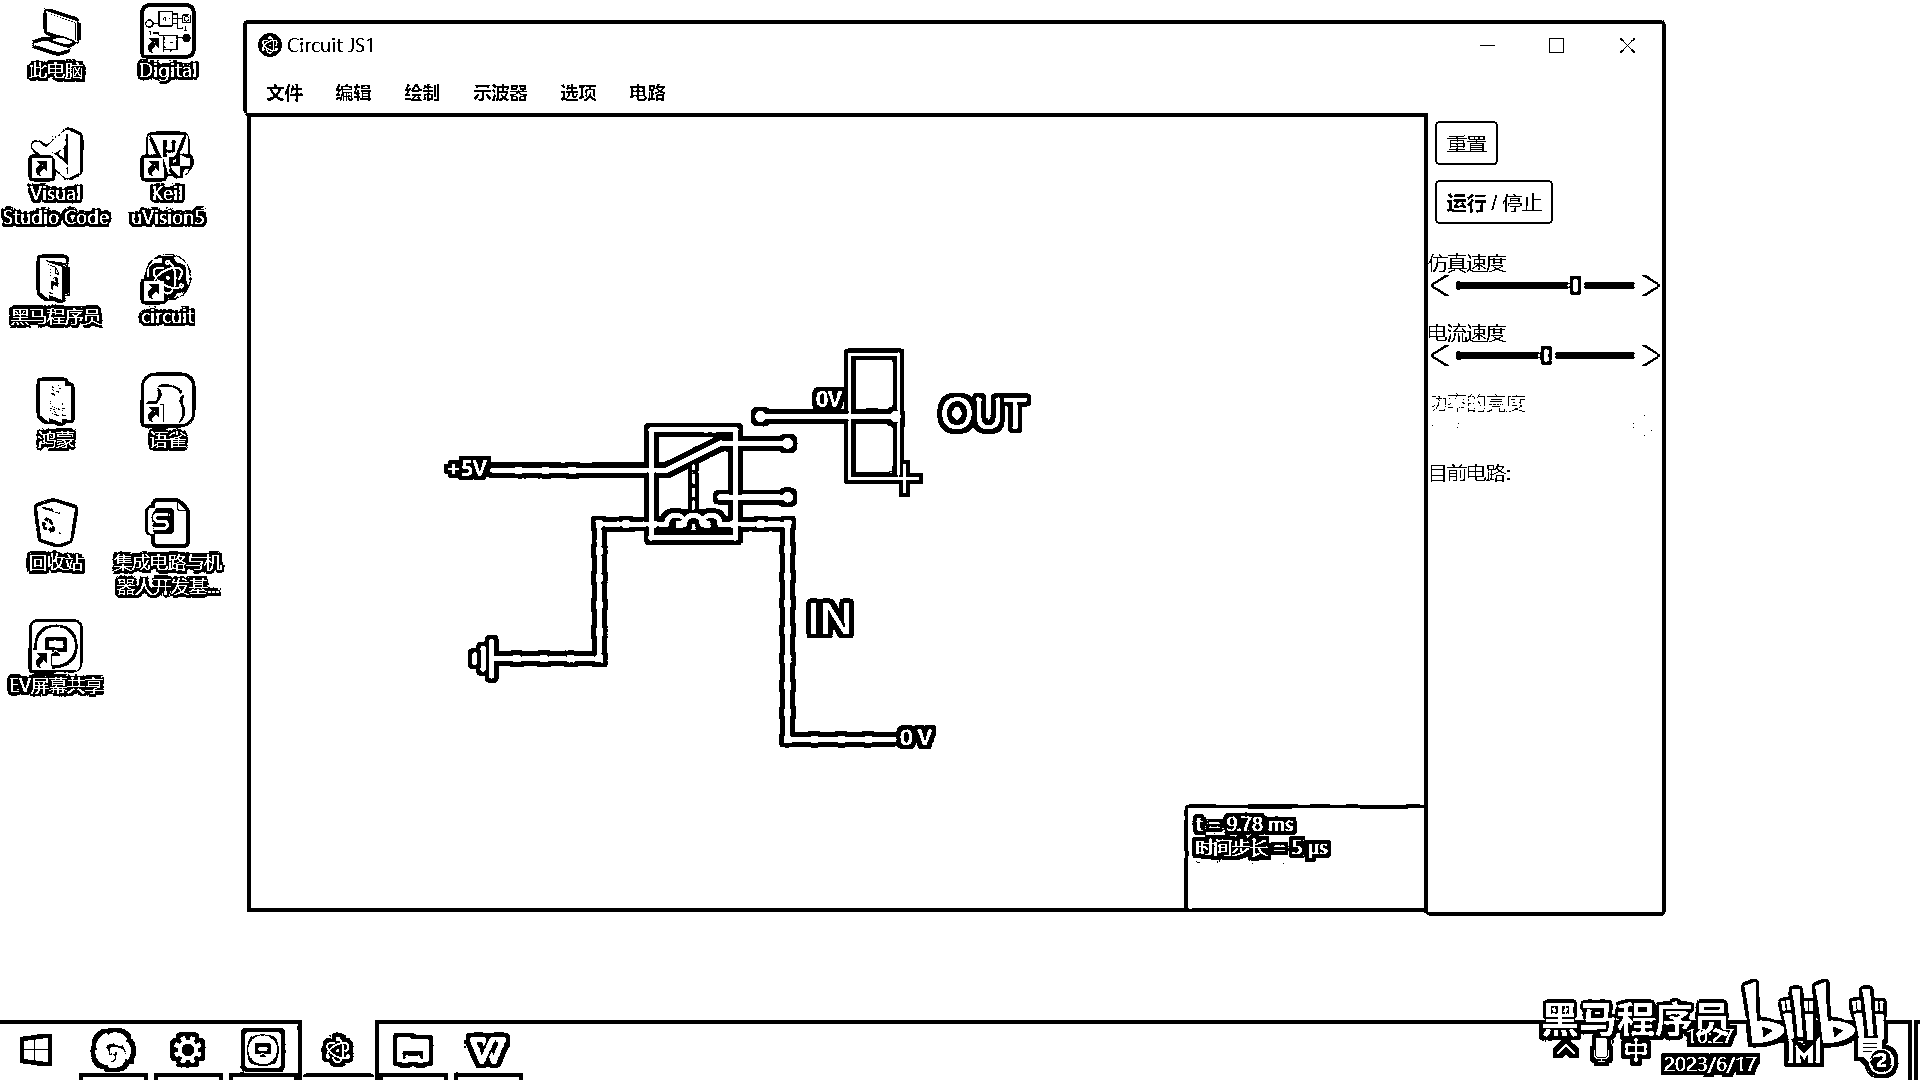 此电脑
Digital
Visual
Studio Code
Keil
uVision5
黑马程序员
circuit
鸿蒙
语雀
回收站
集成电路与机
器人开发基...
EV屏幕共享
Circuit JS1
文件 编辑 绘制 示波器 选项 电路
重置
运行 / 停止
仿真速度
电流速度
功率的亮度
目前电路:
0V
OUT
+5V
IN
0V
t = 9.78 ms
时间步长 = 5 µs
黑马程序员 bilibili
中
16:27
2023/6/17
2